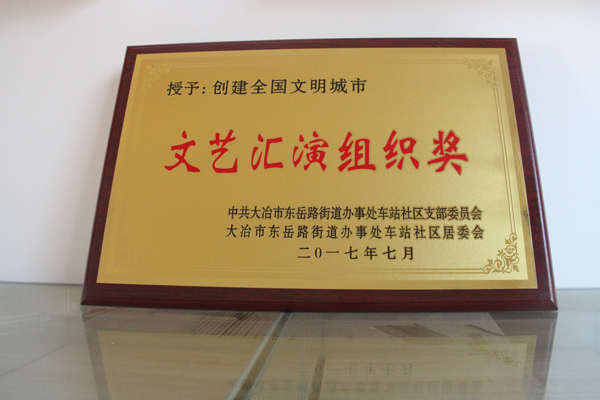 授予：创建全国文明城市
文艺汇演组织奖
中共大冶市东岳路街道办事处车站社区支部委员会
大冶市东岳路街道办事处车站社区居委会
二0一七年七月